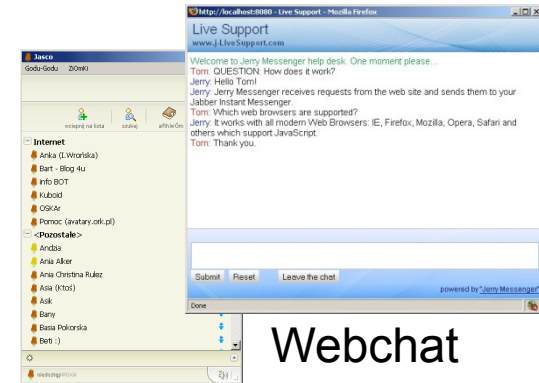 http://localhost:8080 - Live Support - Mozilla Firefox
Live Support
www.j-LiveSupport.com
Welcome to Jerry Messenger help desk. One moment please...
Tom: QUESTION: How does it work?
Jerry: Hello Tom!
Jerry: Jerry Messenger receives requests from the web site and sends them to your
Jabber Instant Messenger.
Tom: Which web browsers are supported?
Jerry: It works with all modern Web Browsers: IE, Firefox, Mozilla, Opera, Safari and
others which support JavaScript.
Tom: Thank you.
Submit
Reset
Leave the chat
powered by "Jerry Messenger"
Done
Jasco
Godu-Godu ZiOmKi
wciepnij na lista
szukej
Internet
Anka (I.Wrońska)
Bart - Blog 4u
info BOT
Kuboid
OSKAr
Pomoc (avatary.ork.pl)
<Pozostałe>
Andzia
Ania Alker
Ania Christina Rulez
Asia (Ktoś)
Asik
Bany
Basia Pokorska
Beti :)
Webchat